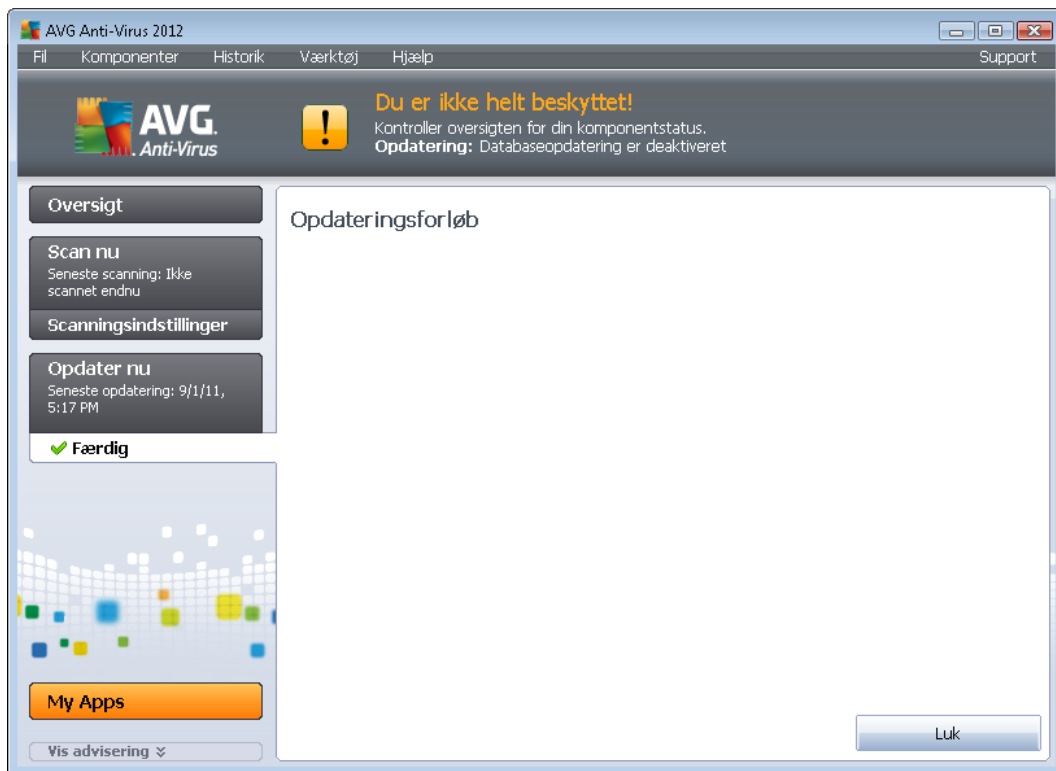 AVG Anti-Virus 2012
Fil Komponenter Historik Værktøj Hjælp Support
AVG.
Anti-Virus
Du er ikke helt beskyttet!
Kontroller oversigten for din komponentstatus.
Opdatering: Databaseopdatering er deaktiveret
Oversigt
Scan nu
Seneste scanning: Ikke
scannet endnu
Scanningsindstillinger
Opdater nu
Seneste opdatering: 9/1/11,
5:17 PM
Færdig
My Apps
Vis advisering
Opdateringsforløb
Luk